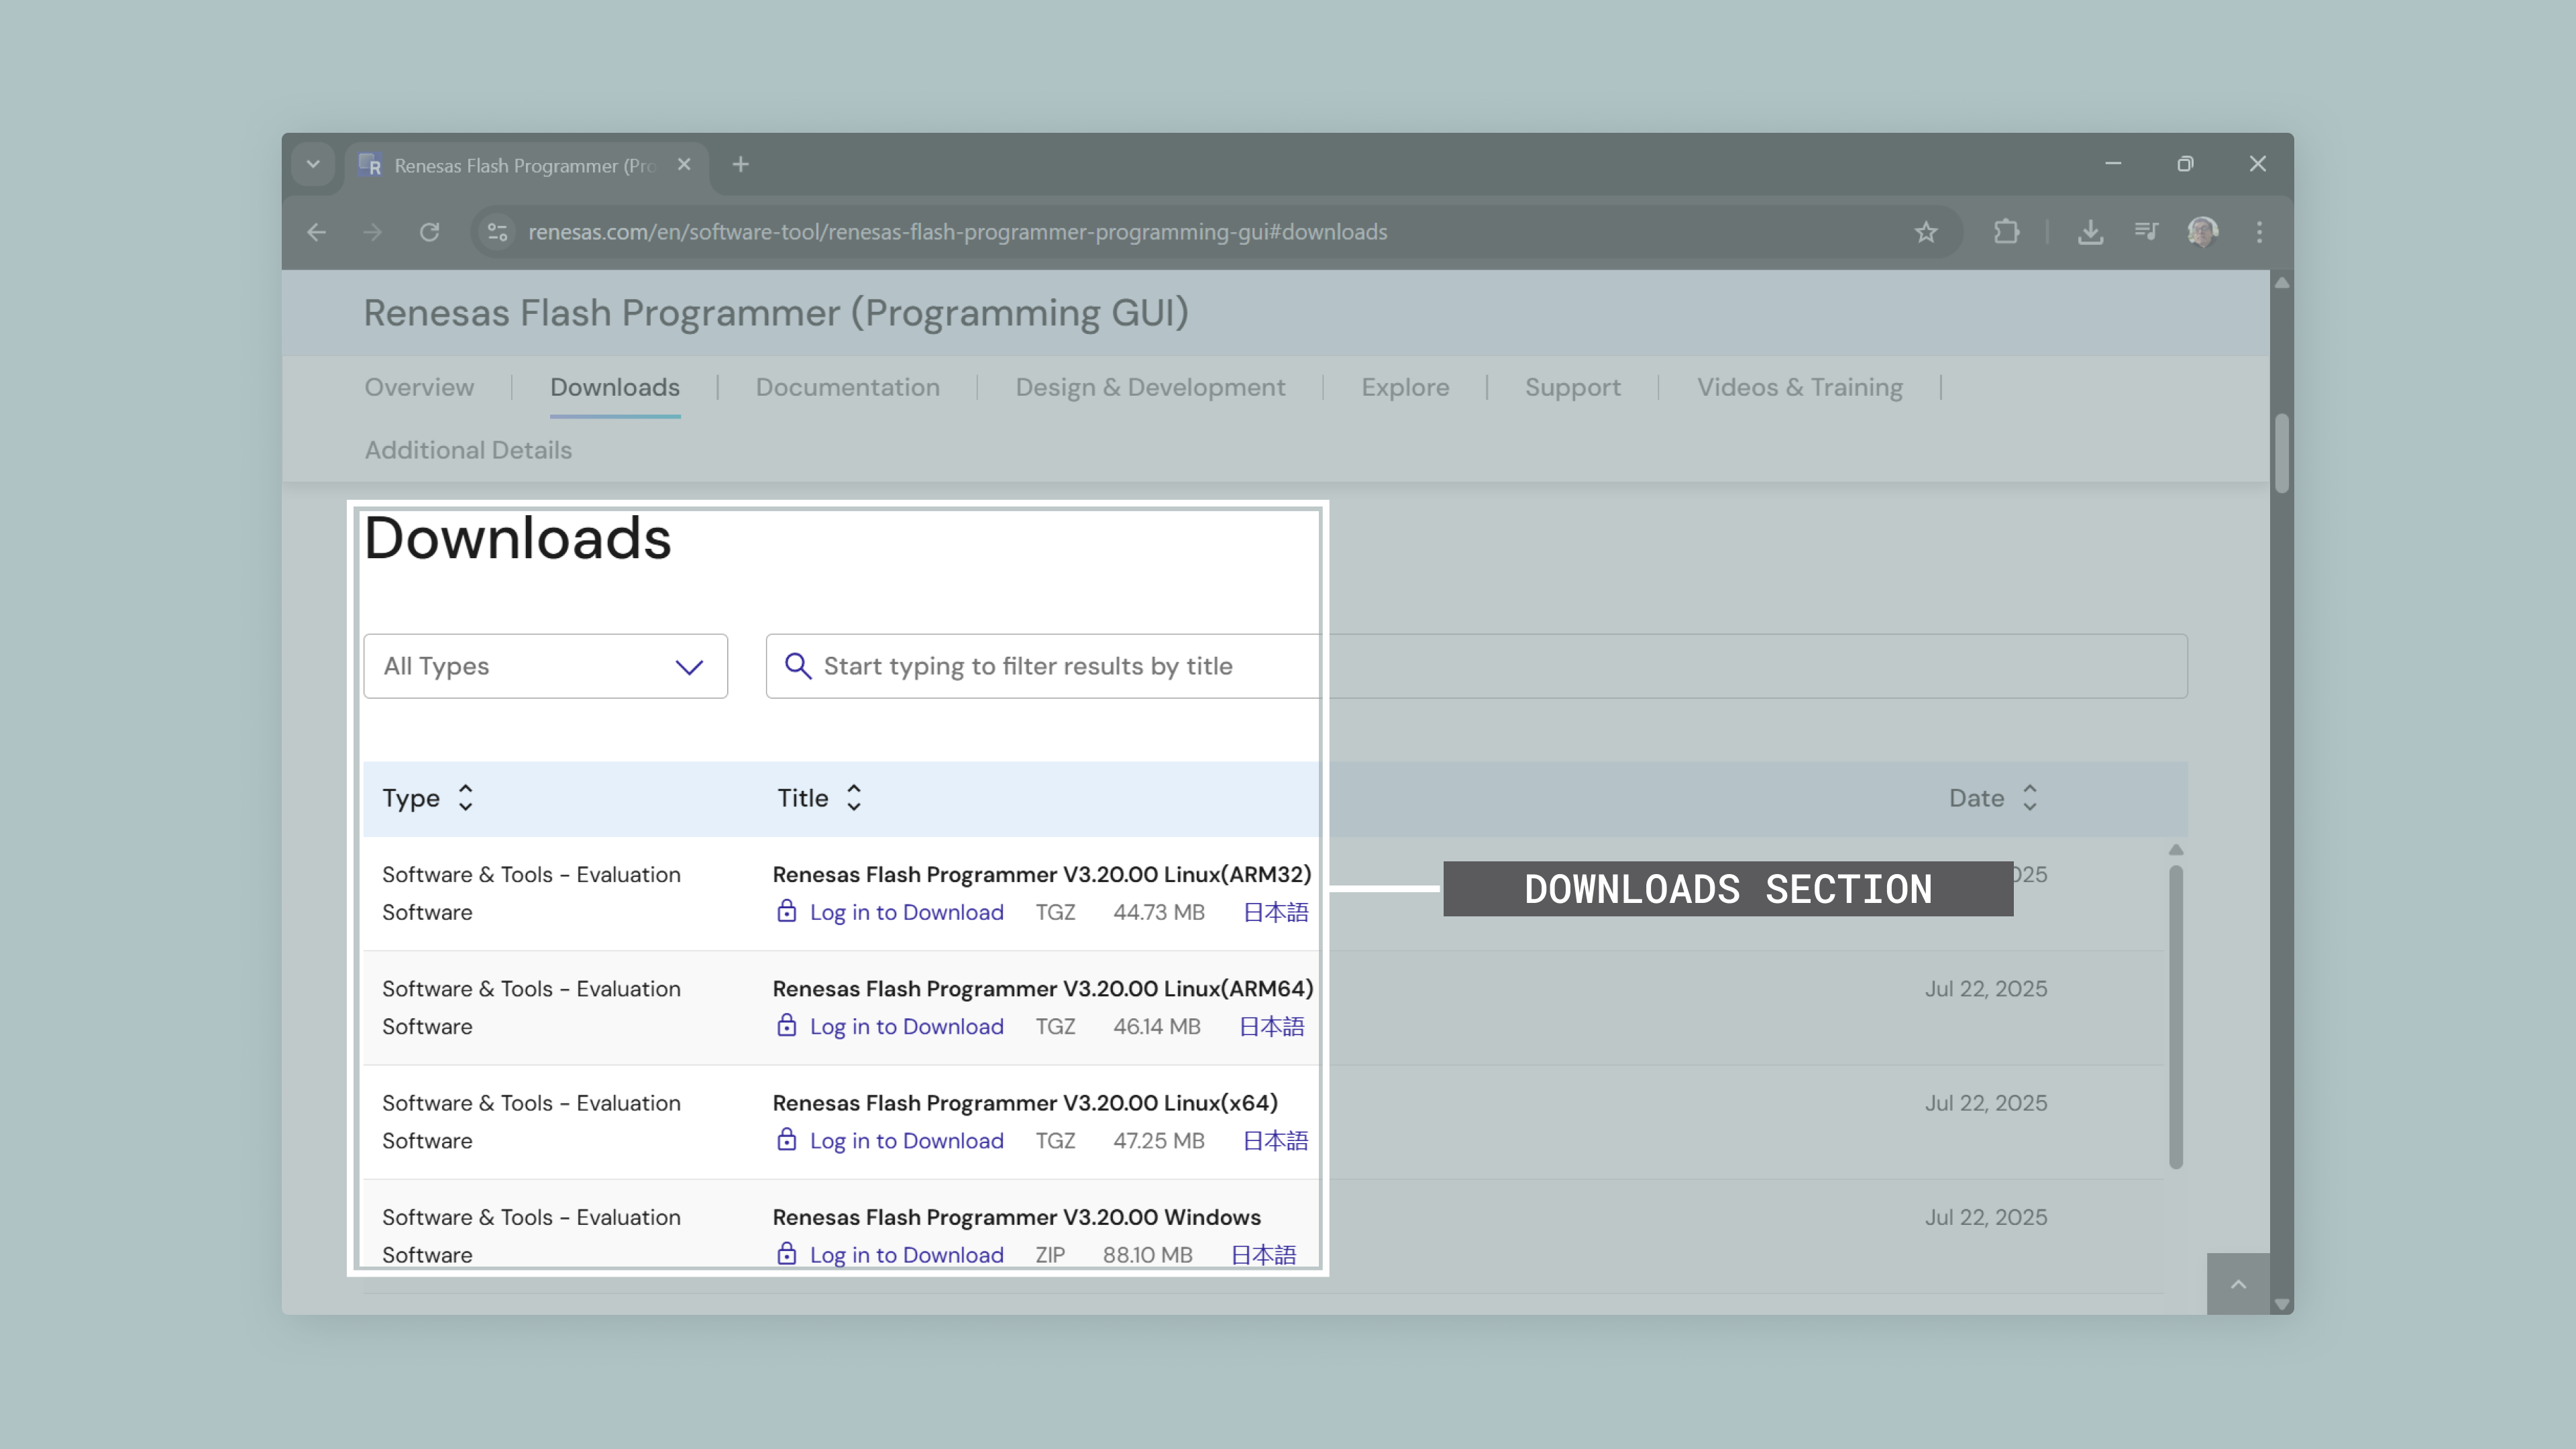 Renesas Flash Programmer (Pro
renesas.com/en/software-tool/renesas-flash-programmer-programming-gui#downloads
Renesas Flash Programmer (Programming GUI)
Overview | Downloads | Documentation | Design & Development | Explore | Support | Videos & Training |
Additional Details
Downloads
All Types
Start typing to filter results by title
Type Title Date
Software & Tools - Evaluation Software
Renesas Flash Programmer V3.20.00 Linux(ARM32)
Log in to Download TGZ 44.73 MB 日本語
025
DOWNLOADS SECTION
Software & Tools - Evaluation Software
Renesas Flash Programmer V3.20.00 Linux(ARM64)
Log in to Download TGZ 46.14 MB 日本語
Jul 22, 2025
Software & Tools - Evaluation Software
Renesas Flash Programmer V3.20.00 Linux(x64)
Log in to Download TGZ 47.25 MB 日本語
Jul 22, 2025
Software & Tools - Evaluation Software
Renesas Flash Programmer V3.20.00 Windows
Log in to Download ZIP 88.10 MB 日本語
Jul 22, 2025